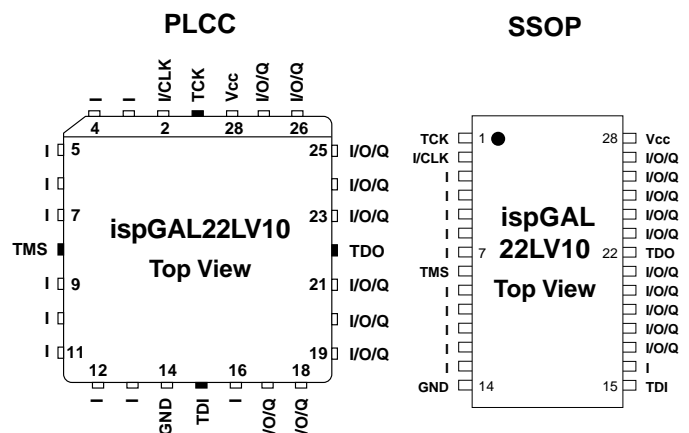 PLCC
I
I
I/CLK
TCK
Vcc
I/O/Q
I/O/Q
4
2
28
26
I 5
25 I/O/Q
I
I/O/Q
I 7
23 I/O/Q
ispGAL22LV10
Top View
TMS
TDO
I 9
21 I/O/Q
I
I/O/Q
I 11
19 I/O/Q
12
14
16
18
I
I
GND
TDI
I
I/O/Q
I/O/Q
SSOP
TCK 1
28 Vcc
I/CLK
I/O/Q
I
I/O/Q
I
I/O/Q
I
I/O/Q
I
I/O/Q
ispGAL
22LV10
Top View
I 7
22 TDO
TMS
I/O/Q
I
I/O/Q
I
I/O/Q
I
I/O/Q
I
I/O/Q
I
I
GND 14
15 TDI